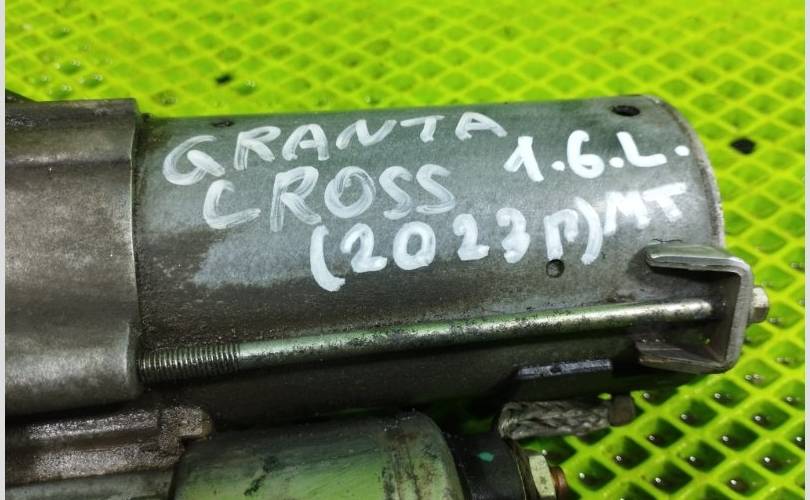 GRANTA 1.6.L.
CROSS MT
(2023г)